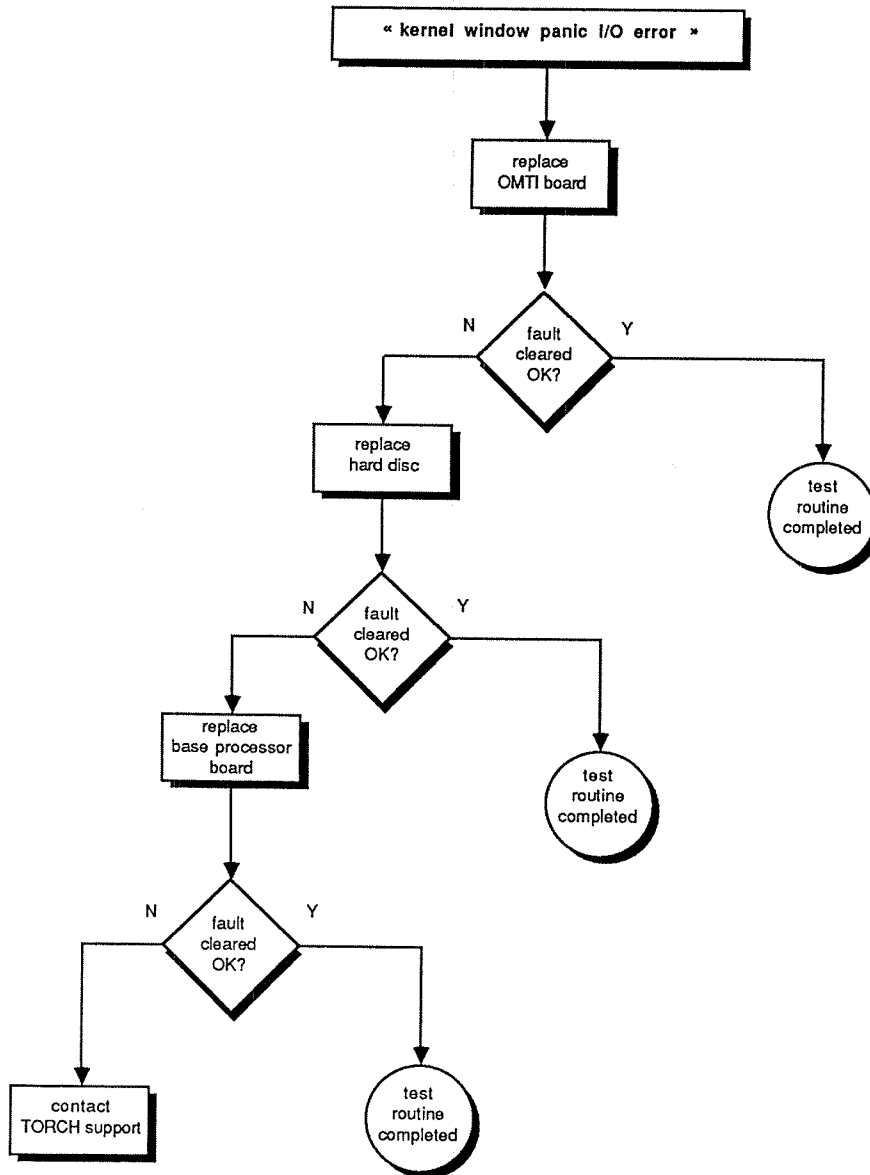 « kernel window panic I/O error »
replace
OMTI board
N
Y
fault
cleared
OK?
replace
hard disc
test
routine
completed
N
Y
fault
cleared
OK?
replace
base processor
board
test
routine
completed
N
Y
fault
cleared
OK?
contact
TORCH support
test
routine
completed